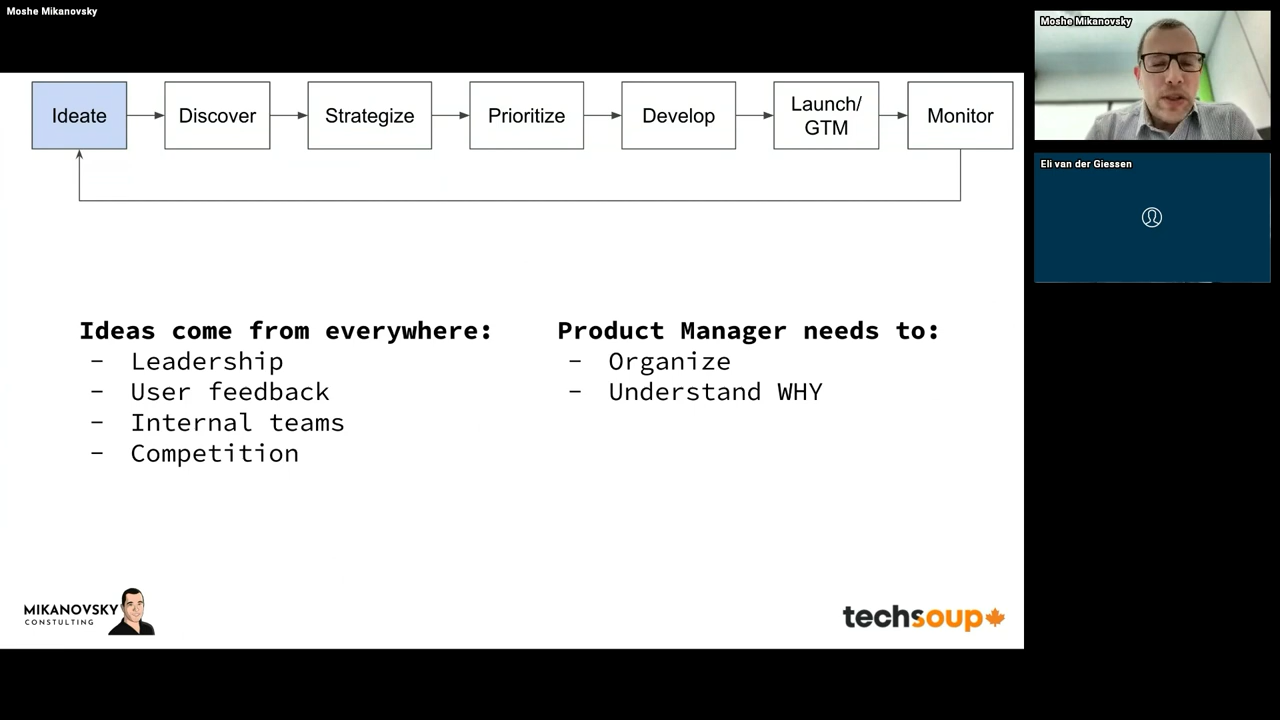 Moshe Mikanovsky
Ideate
Discover
Strategize
Prioritize
Develop
Launch/
GTM
Monitor
Ideas come from everywhere:
- Leadership
- User feedback
- Internal teams
- Competition
Product Manager needs to:
- Organize
- Understand WHY
MIKANOVSKY
CONSTULTING
techsoup
Moshe Mikanovsky
Eli van der Giessen